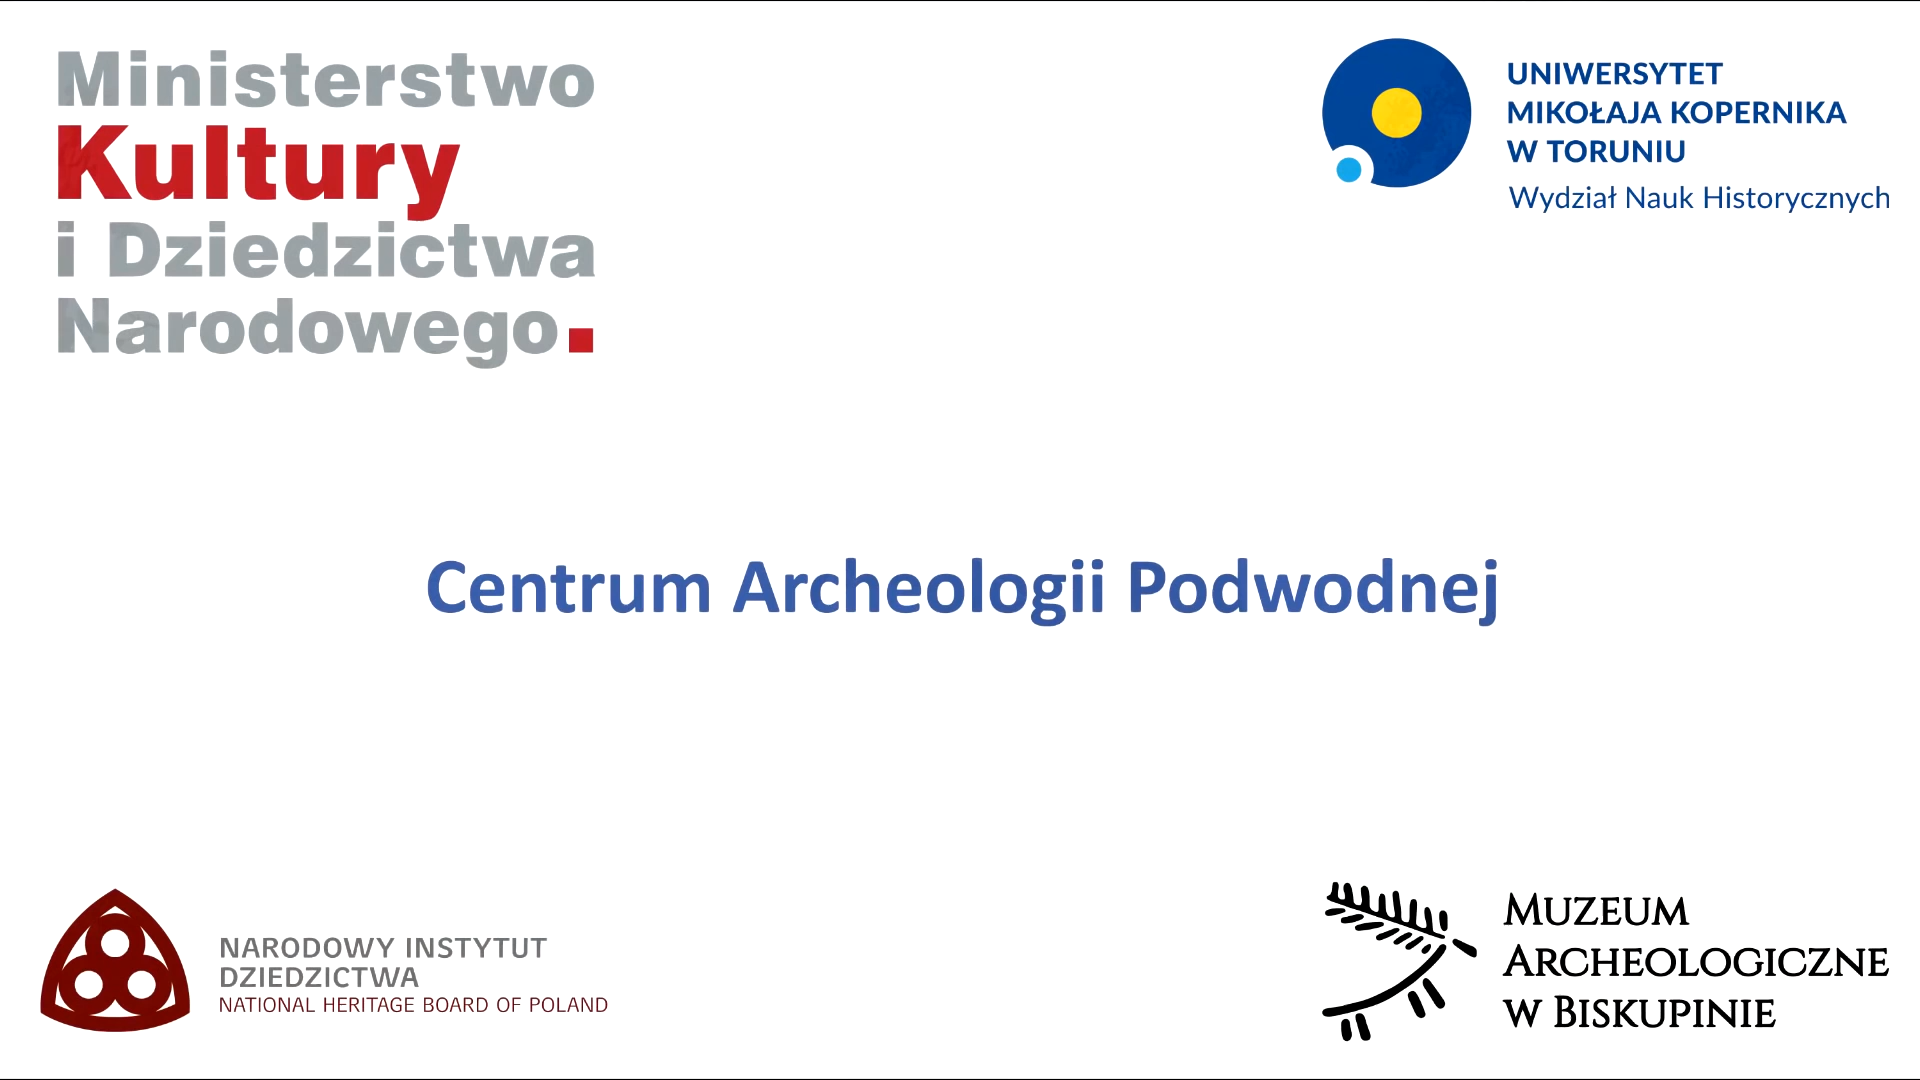 Ministerstwo
Kultury
i Dziedzictwa
Narodowego.
UNIWERSYTET
MIKOŁAJA KOPERNIKA
W TORUNIU
Wydział Nauk Historycznych
Centrum Archeologii Podwodnej
NARODOWY INSTYTUT
DZIEDZICTWA
NATIONAL HERITAGE BOARD OF POLAND
MUZEUM
ARCHEOLOGICZNE
W BISKUPINIE